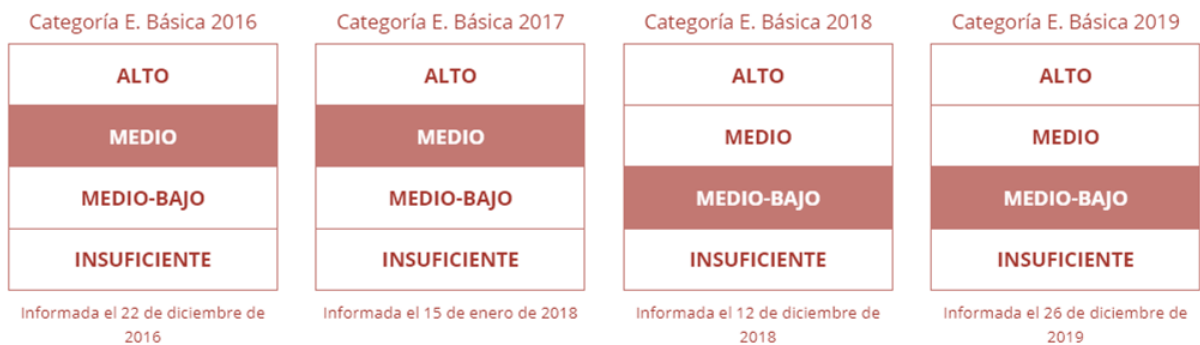 Categoría E. Básica 2016
ALTO
MEDIO
MEDIO-BAJO
INSUFICIENTE
Informada el 22 de diciembre de
2016
Categoría E. Básica 2017
ALTO
MEDIO
MEDIO-BAJO
INSUFICIENTE
Informada el 15 de enero de 2018
Categoría E. Básica 2018
ALTO
MEDIO
MEDIO-BAJO
INSUFICIENTE
Informada el 12 de diciembre de
2018
Categoría E. Básica 2019
ALTO
MEDIO
MEDIO-BAJO
INSUFICIENTE
Informada el 26 de diciembre de
2019